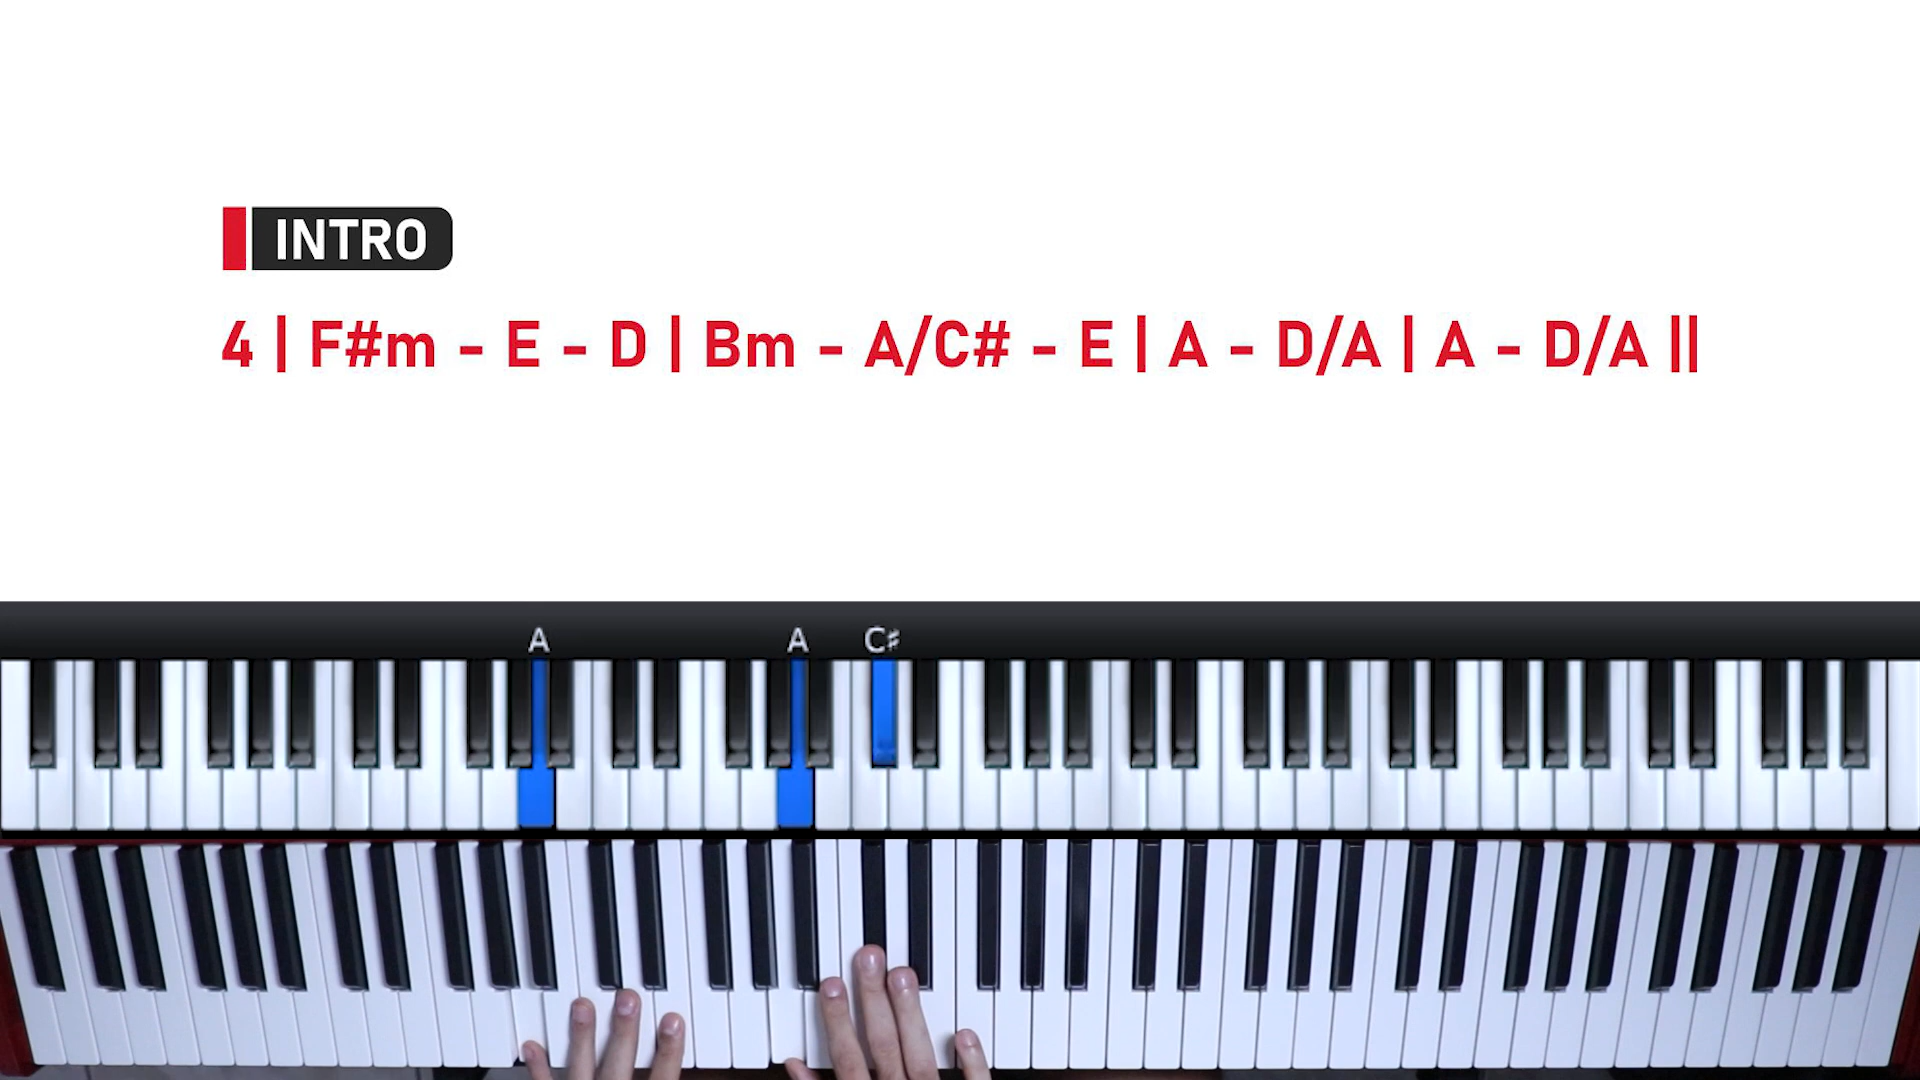 INTRO
4 | F#m - E - D | Bm - A/C# - E | A - D/A | A - D/A ||
A A C♯